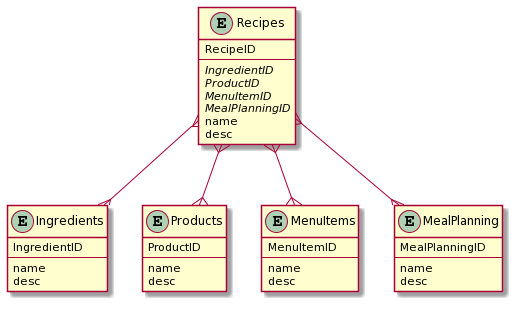 E Recipes
RecipeID
IngredientID
ProductID
MenuItemID
MealPlanningID
name
desc
E Ingredients
IngredientID
name
desc
E Products
ProductID
name
desc
E MenuItems
MenuItemID
name
desc
E MealPlanning
MealPlanningID
name
desc